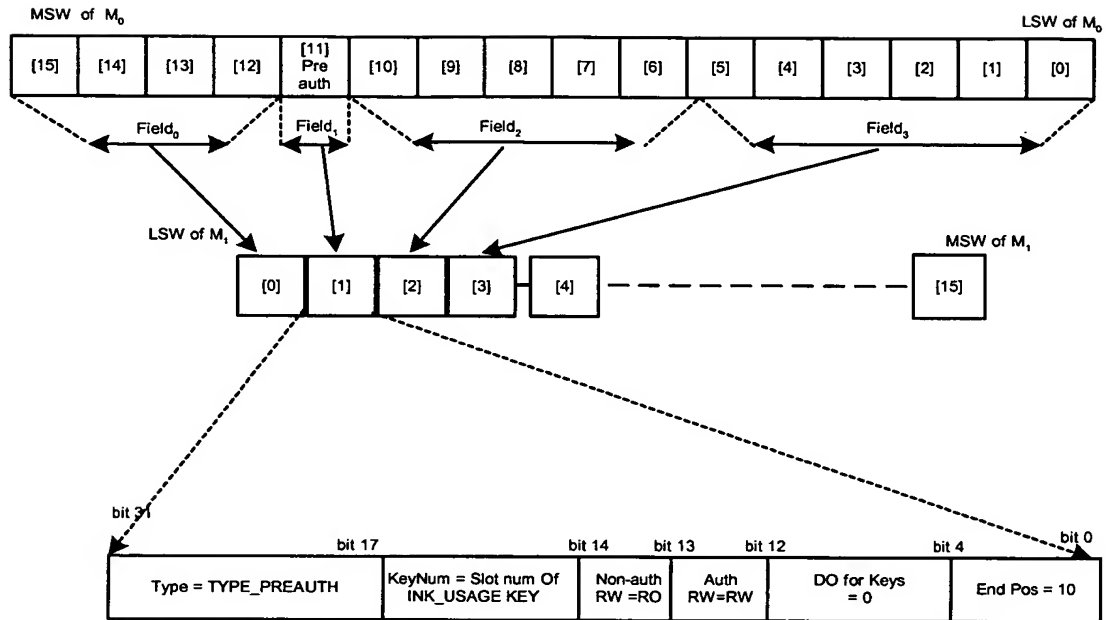 MSW of M0
LSW of M0
[15] [14] [13] [12] [11] Pre auth [10] [9] [8] [7] [6] [5] [4] [3] [2] [1] [0]
Field0 Field1 Field2 Field3
LSW of M1
MSW of M1
[0] [1] [2] [3] [4] [15]
bit 31 bit 17 bit 14 bit 13 bit 12 bit 4 bit 0
Type = TYPE_PREAUTH
KeyNum = Slot num Of
INK_USAGE KEY
Non-auth
RW =RO
Auth
RW=RW
DO for Keys
= 0
End Pos = 10